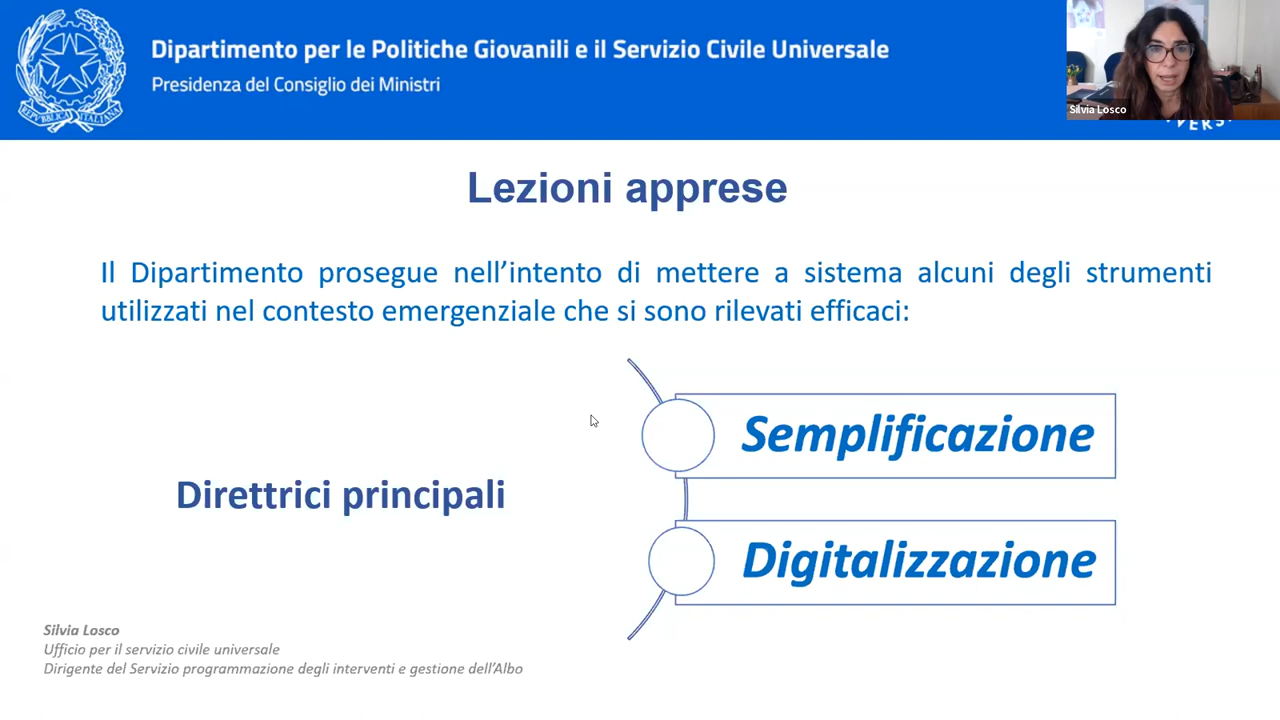 Dipartimento per le Politiche Giovanili e il Servizio Civile Universale
Presidenza del Consiglio dei Ministri
REPVBBLICA ITALIANA
Silvia Losco
Lezioni apprese
Il Dipartimento prosegue nell’intento di mettere a sistema alcuni degli strumenti
utilizzati nel contesto emergenziale che si sono rilevati efficaci:
Semplificazione
Direttrici principali
Digitalizzazione
Silvia Losco
Ufficio per il servizio civile universale
Dirigente del Servizio programmazione degli interventi e gestione dell’Albo